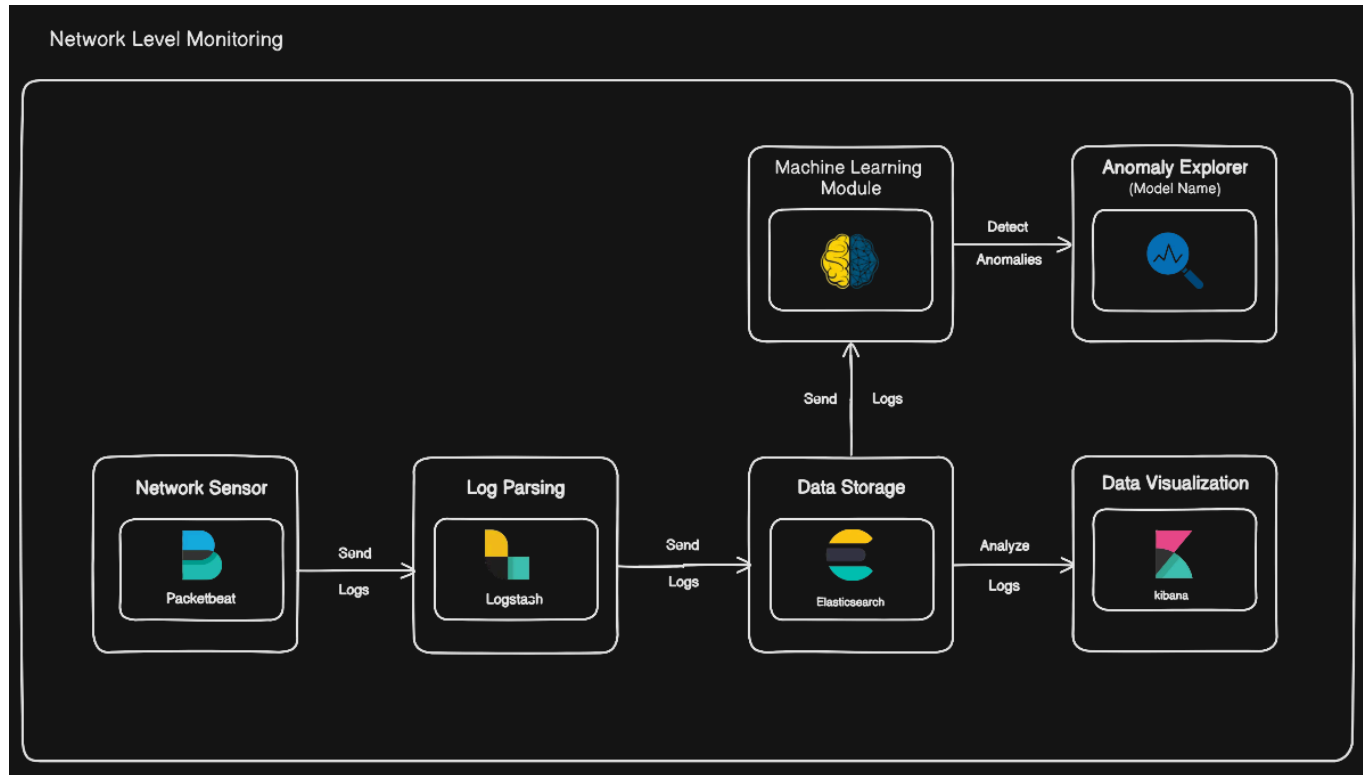 Network Level Monitoring
Machine Learning
Module
Anomaly Explorer
(Model Name)
Detect
Anomalies
Send Logs
Network Sensor
Packetbeat
Send
Logs
Log Parsing
Logstash
Send
Logs
Data Storage
Elasticsearch
Analyze
Logs
Data Visualization
kibana